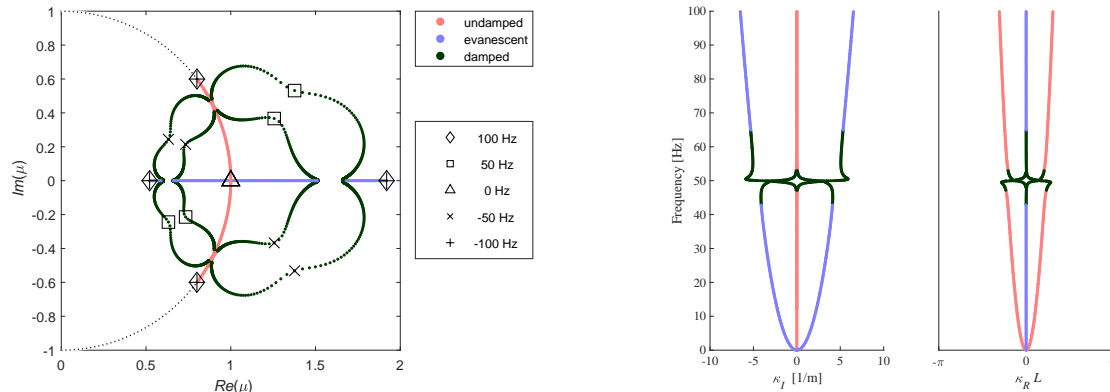 1
0.8
0.6
0.4
0.2
0
-0.2
-0.4
-0.6
-0.8
-1
Im(μ)
0 0.5 1 1.5 2
Re(μ)
undamped
evanescent
damped
100 Hz
50 Hz
0 Hz
-50 Hz
-100 Hz
100
90
80
70
60
50
40
30
20
10
0
Frequency [Hz]
-10 -5 0 5 10
κ_I [1/m]
-π 0
κ_R L